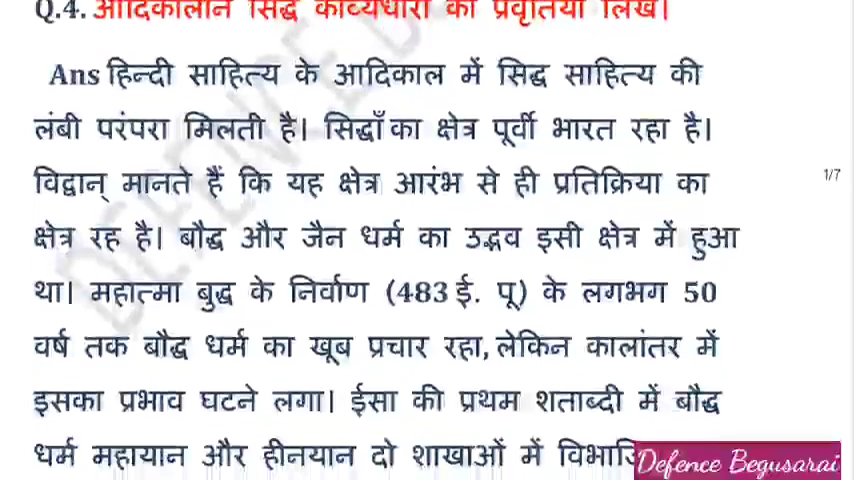 Q.4. आदिकालीन सिद्ध काव्यधारा की प्रवृतियाँ लिखें।
Ans हिन्दी साहित्य के आदिकाल में सिद्ध साहित्य की
लंबी परंपरा मिलती है। सिद्धों का क्षेत्र पूर्वी भारत रहा है।
विद्वान् मानते हैं कि यह क्षेत्र आरंभ से ही प्रतिक्रिया का
1/7
क्षेत्र रह है। बौद्ध और जैन धर्म का उद्भव इसी क्षेत्र में हुआ
था। महात्मा बुद्ध के निर्वाण (483 ई. पू) के लगभग 50
वर्ष तक बौद्ध धर्म का खूब प्रचार रहा, लेकिन कालांतर में
इसका प्रभाव घटने लगा। ईसा की प्रथम शताब्दी में बौद्ध
धर्म महायान और हीनयान दो शाखाओं में
Defence Begusarai